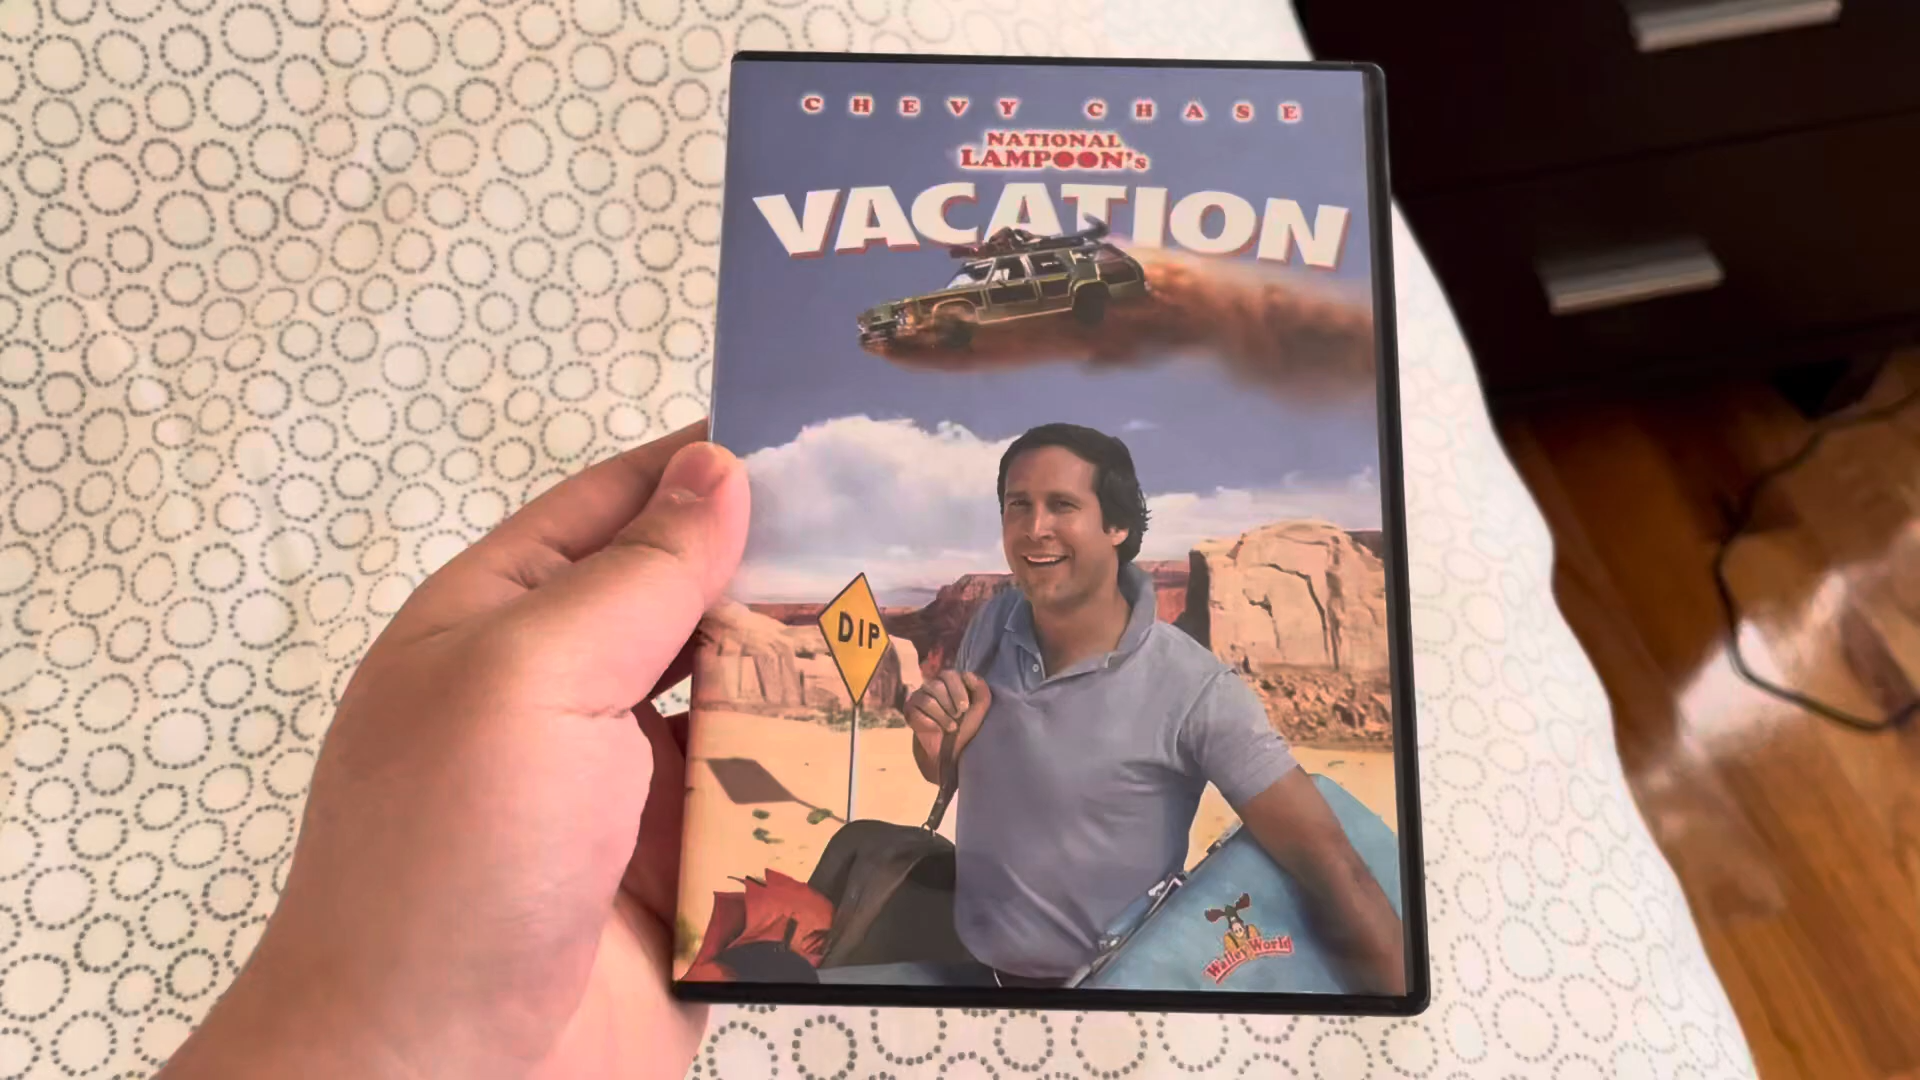 CHEVY CHASE
NATIONAL
LAMPOON's
VACATION
DIP
Walley World